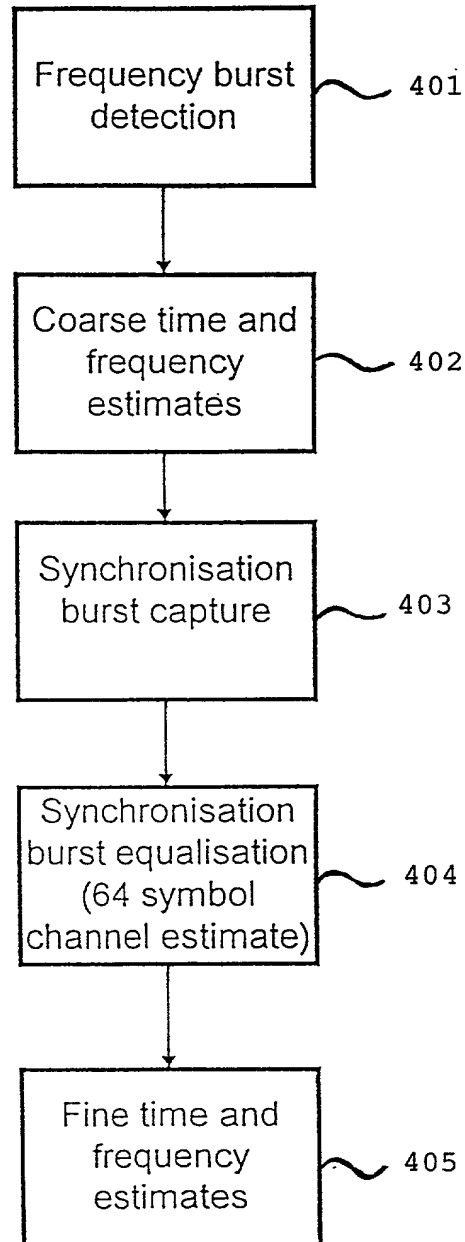 Frequency burst
detection
401
Coarse time and
frequency
estimates
402
Synchronisation
burst capture
403
Synchronisation
burst equalisation
(64 symbol
channel estimate)
404
Fine time and
frequency
estimates
405